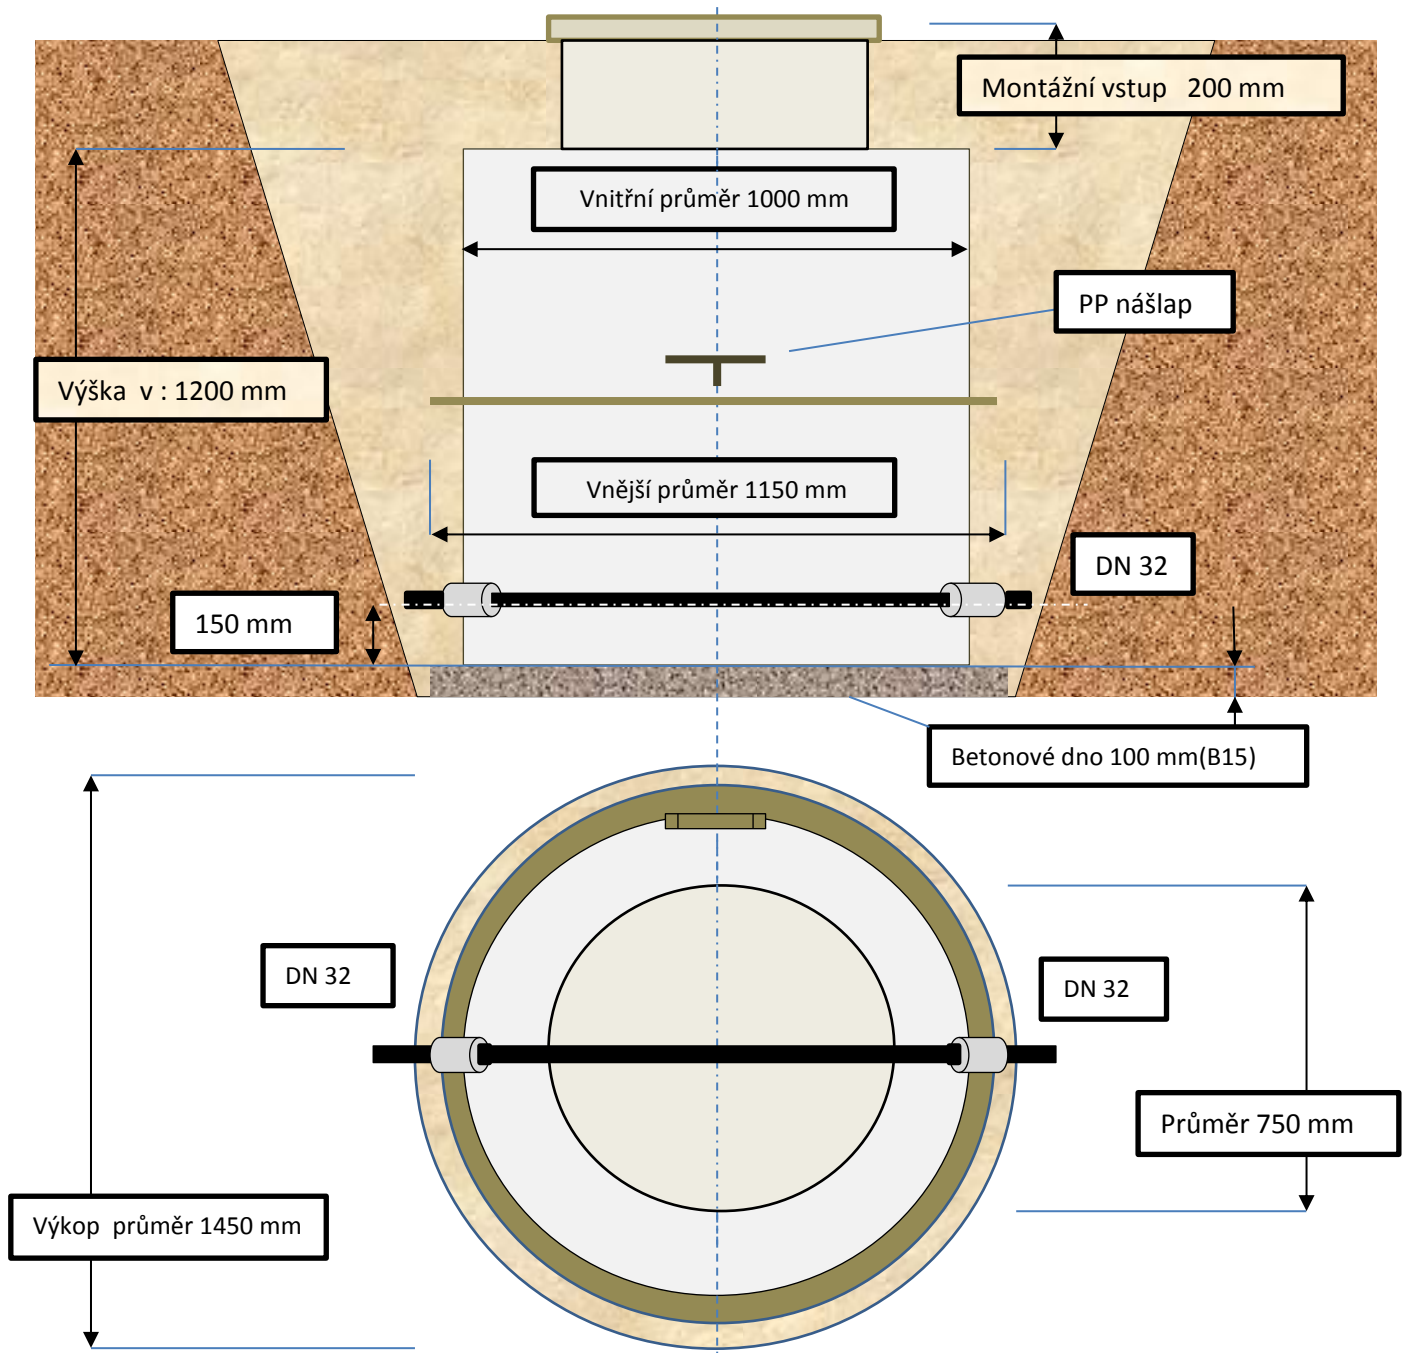 Montážní vstup 200 mm
Vnitřní průměr 1000 mm
PP nášlap
Výška v : 1200 mm
Vnější průměr 1150 mm
DN 32
150 mm
Betonové dno 100 mm(B15)
DN 32
DN 32
Průměr 750 mm
Výkop průměr 1450 mm